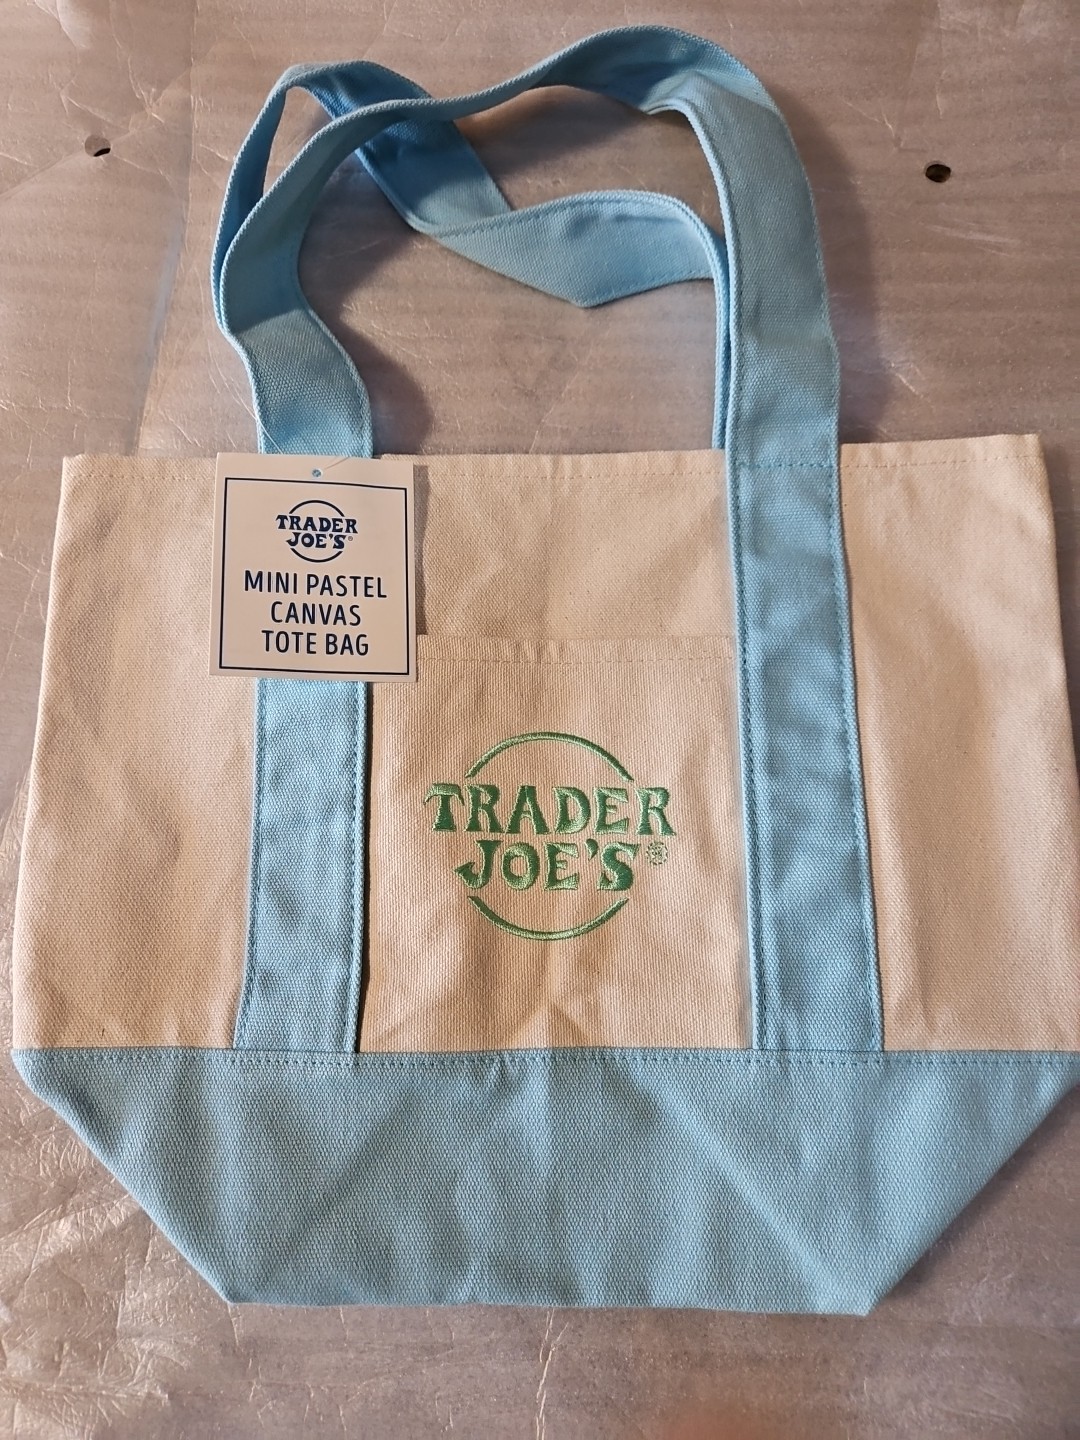 TRADER
JOE'S®
MINI PASTEL
CANVAS
TOTE BAG
TRADER
JOE'S®